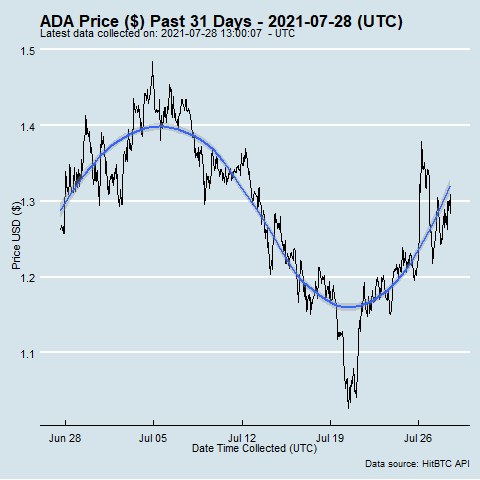 ADA Price ($) Past 31 Days - 2021-07-28 (UTC)
Latest data collected on: 2021-07-28 13:00:07  - UTC
1.5
1.4
1.3
1.2
1.1
Price USD ($)
Jun 28 Jul 05 Jul 12 Jul 19 Jul 26
Date Time Collected (UTC)
Data source: HitBTC API